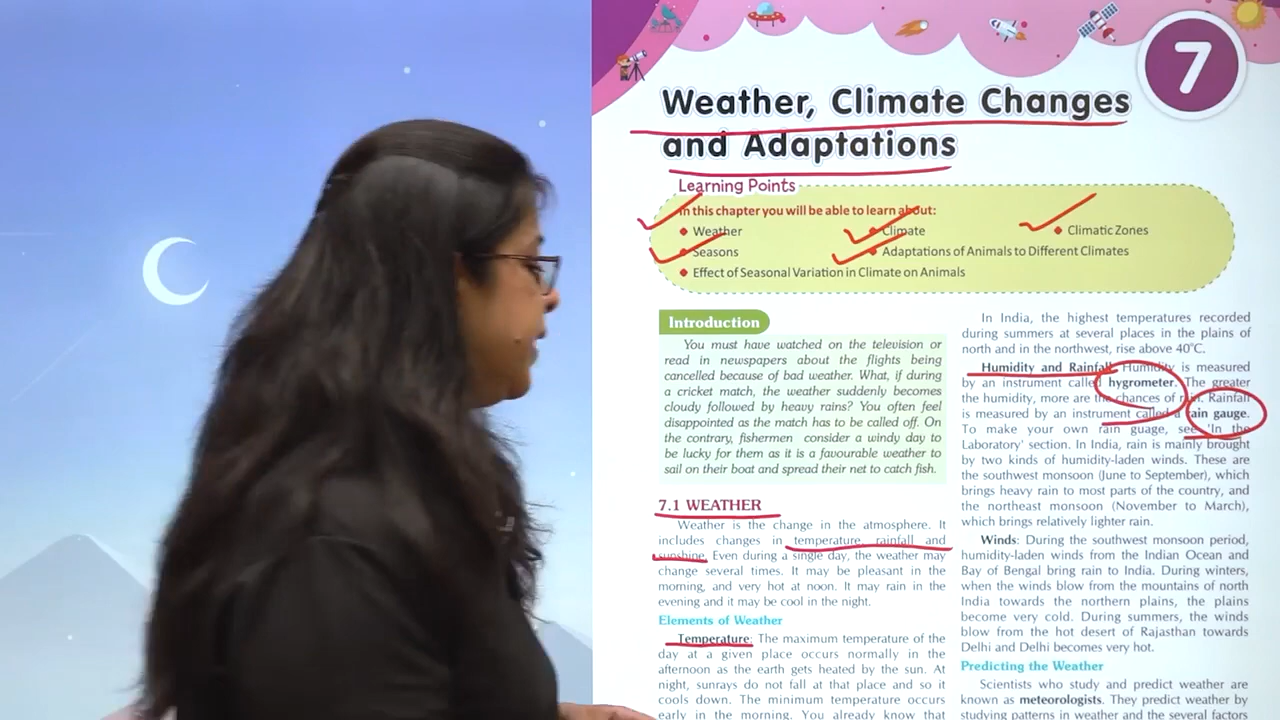 7
Weather, Climate Changes
and Adaptations
Learning Points
In this chapter you will be able to learn about:
Weather
Climate
Climatic Zones
Seasons
Adaptations of Animals to Different Climates
Effect of Seasonal Variation in Climate on Animals
Introduction
You must have watched on the television or
read in newspapers about the flights being
cancelled because of bad weather. What, if during
a cricket match, the weather suddenly becomes
cloudy followed by heavy rains? You often feel
disappointed as the match has to be called off. On
the contrary, fishermen consider a windy day to
be lucky for them as it is a favourable weather to
sail on their boat and spread their net to catch fish.
7.1 WEATHER
Weather is the change in the atmosphere. It
includes changes in temperature, rainfall and
sunshine. Even during a single day, the weather may
change several times. It may be pleasant in the
morning, and very hot at noon. It may rain in the
evening and it may be cool in the night.
Elements of Weather
Temperature: The maximum temperature of the
day at a given place occurs normally in the
afternoon as the earth gets heated by the sun. At
night, sunrays do not fall at that place and so it
cools down. The minimum temperature occurs
early in the morning. You already know that
In India, the highest temperatures recorded
during summers at several places in the plains of
north and in the northwest, rise above 40°C.
Humidity and Rainfall: Humidity is measured
by an instrument called hygrometer. The greater
the humidity, more are the chances of rain. Rainfall
is measured by an instrument called a rain gauge.
To make your own rain guage, see 'In the
Laboratory' section. In India, rain is mainly brought
by two kinds of humidity-laden winds. These are
the southwest monsoon (June to September), which
brings heavy rain to most parts of the country, and
the northeast monsoon (November to March),
which brings relatively lighter rain.
Winds: During the southwest monsoon period,
humidity-laden winds from the Indian Ocean and
Bay of Bengal bring rain to India. During winters,
when the winds blow from the mountains of north
India towards the northern plains, the plains
become very cold. During summers, the winds
blow from the hot desert of Rajasthan towards
Delhi and Delhi becomes very hot.
Predicting the Weather
Scientists who study and predict weather are
known as meteorologists. They predict weather by
studying patterns in weather and the several factors